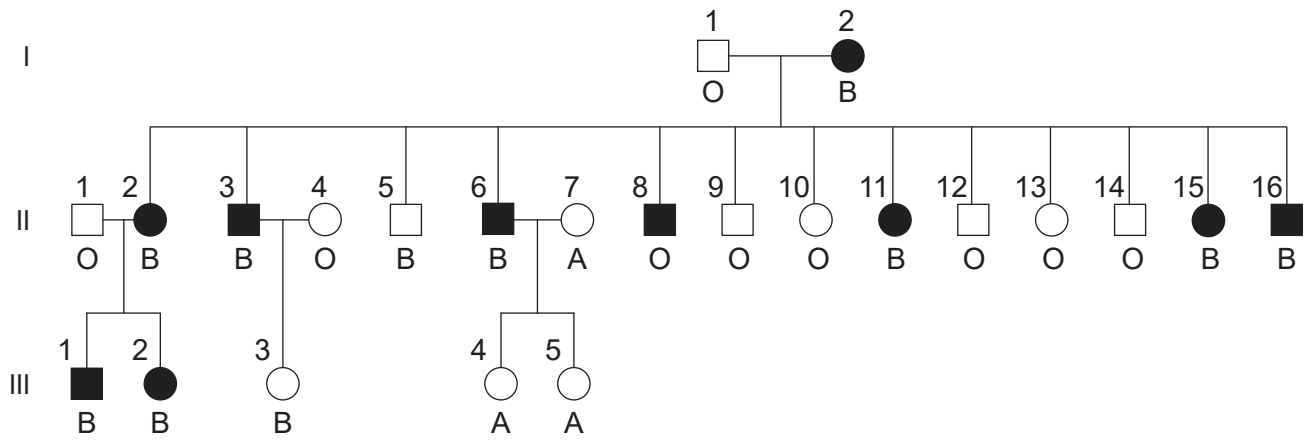 1 2
I
O B
1 2 3 4 5 6 7 8 9 10 11 12 13 14 15 16
II
O B B O B B A O O O B O O O B B
1 2 3 4 5
III
B B B A A